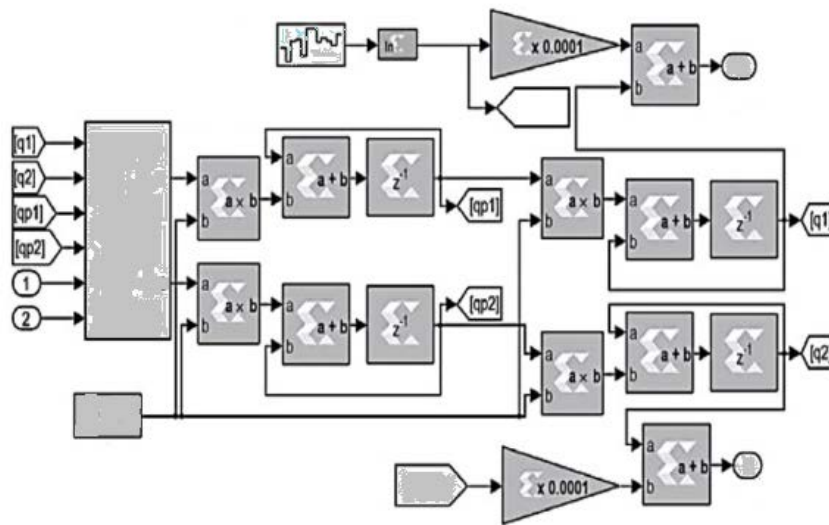 In
x 0.0001
a
b
a + b
[q1]
[q2]
[qp1]
[qp2]
1
2
a
b
a × b
a
b
a + b
z-1
[qp1]
a
b
a × b
a
b
a + b
z-1
[q1]
a
b
a × b
a
b
a + b
z-1
[qp2]
a
b
a × b
a
b
a + b
z-1
[q2]
x 0.0001
a
b
a + b